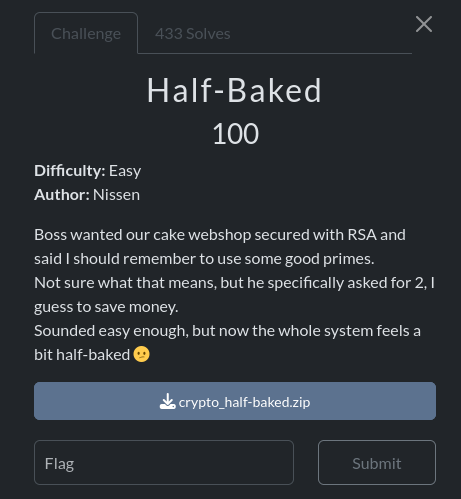 Challenge
433 Solves
Half-Baked
100
Difficulty: Easy
Author: Nissen
Boss wanted our cake webshop secured with RSA and
said I should remember to use some good primes.
Not sure what that means, but he specifically asked for 2, I
guess to save money.
Sounded easy enough, but now the whole system feels a
bit half-baked 🫤
crypto_half-baked.zip
Flag
Submit